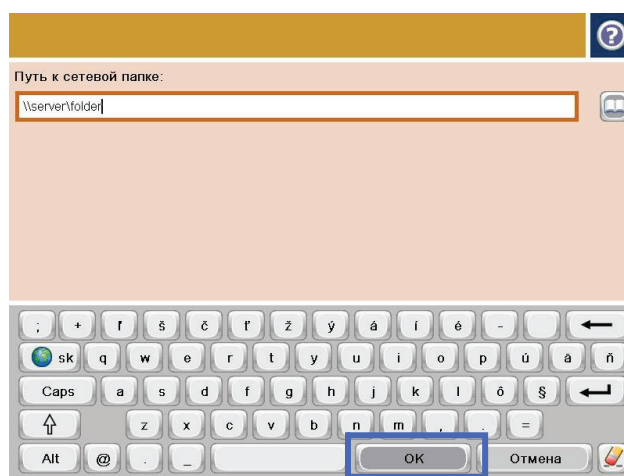 ?
Путь к сетевой папке:
\\server\folder
; + ľ š č ť ž ý á í é -
sk q w e r t y u i o p ú ä ň
Caps a s d f g h j k l ô §
z x c v b n m , . =
Alt @ . _ OK Отмена